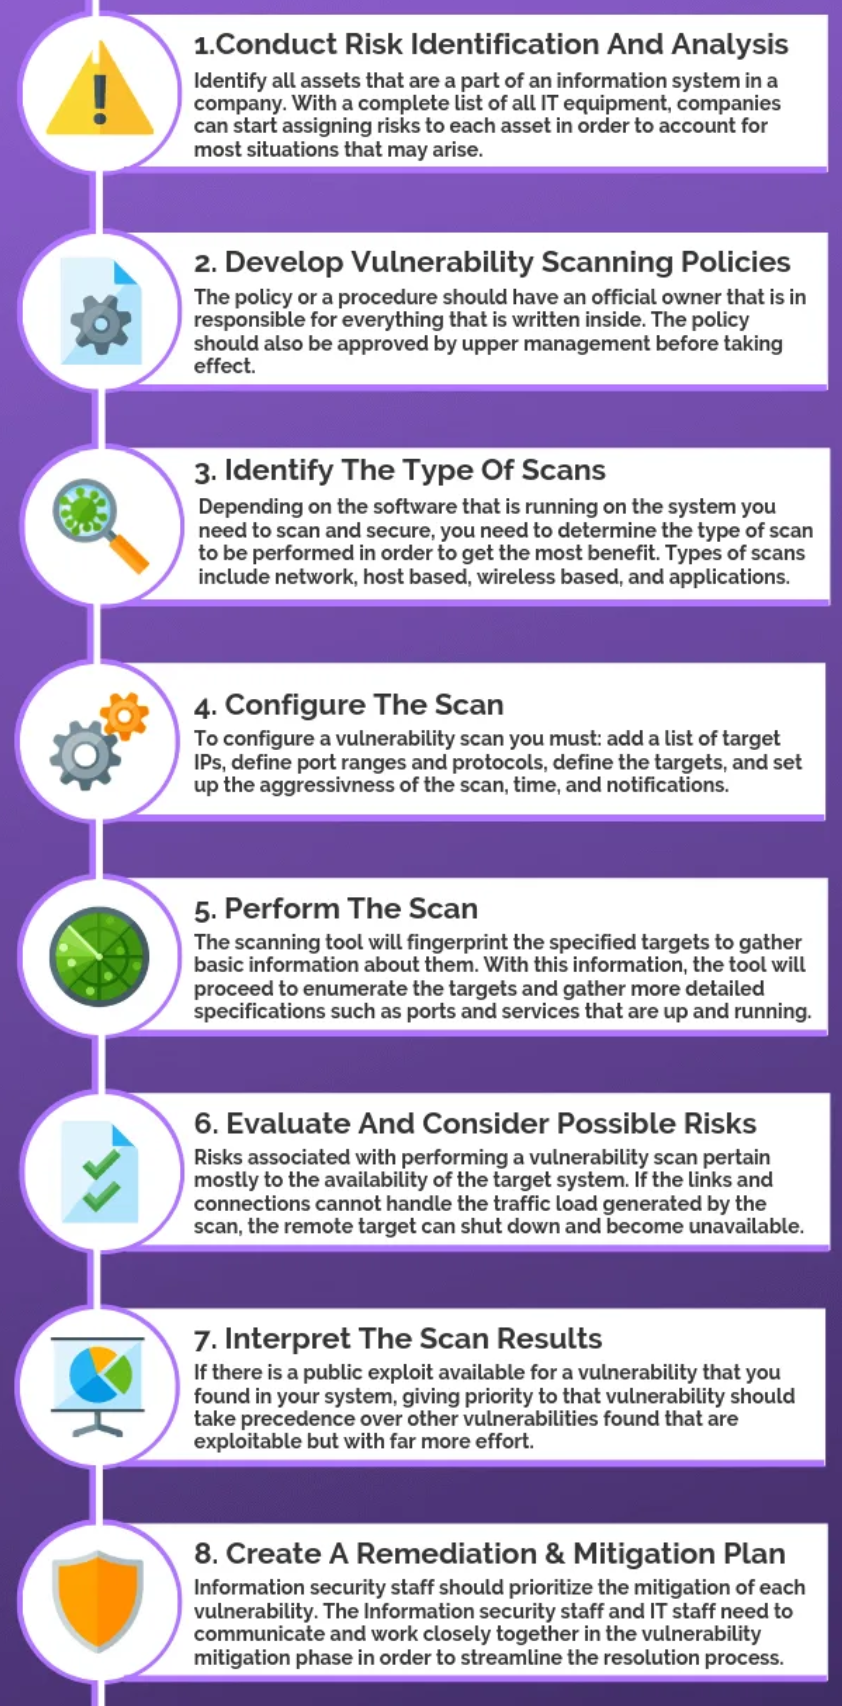 1.Conduct Risk Identification And Analysis
Identify all assets that are a part of an information system in a
company. With a complete list of all IT equipment, companies
can start assigning risks to each asset in order to account for
most situations that may arise.
2. Develop Vulnerability Scanning Policies
The policy or a procedure should have an official owner that is in
responsible for everything that is written inside. The policy
should also be approved by upper management before taking
effect.
3. Identify The Type Of Scans
Depending on the software that is running on the system you
need to scan and secure, you need to determine the type of scan
to be performed in order to get the most benefit. Types of scans
include network, host based, wireless based, and applications.
4. Configure The Scan
To configure a vulnerability scan you must: add a list of target
IPs, define port ranges and protocols, define the targets, and set
up the aggressivness of the scan, time, and notifications.
5. Perform The Scan
The scanning tool will fingerprint the specified targets to gather
basic information about them. With this information, the tool will
proceed to enumerate the targets and gather more detailed
specifications such as ports and services that are up and running.
6. Evaluate And Consider Possible Risks
Risks associated with performing a vulnerability scan pertain
mostly to the availability of the target system. If the links and
connections cannot handle the traffic load generated by the
scan, the remote target can shut down and become unavailable.
7. Interpret The Scan Results
If there is a public exploit available for a vulnerability that you
found in your system, giving priority to that vulnerability should
take precedence over other vulnerabilities found that are
exploitable but with far more effort.
8. Create A Remediation & Mitigation Plan
Information security staff should prioritize the mitigation of each
vulnerability. The Information security staff and IT staff need to
communicate and work closely together in the vulnerability
mitigation phase in order to streamline the resolution process.